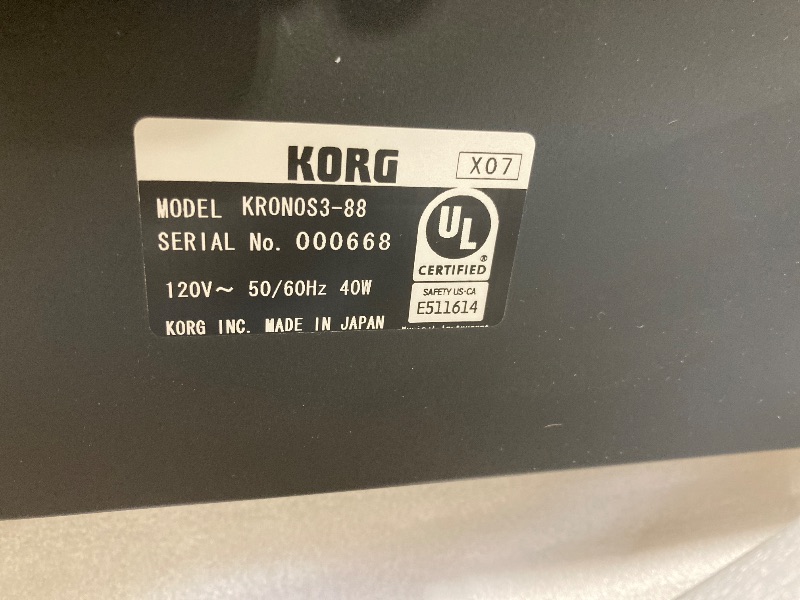 KORG X07
MODEL KRONOS3-88
SERIAL No. 000668
UL
®
CERTIFIED
SAFETY US-CA
E511614
120V~ 50/60Hz 40W
KORG INC. MADE IN JAPAN